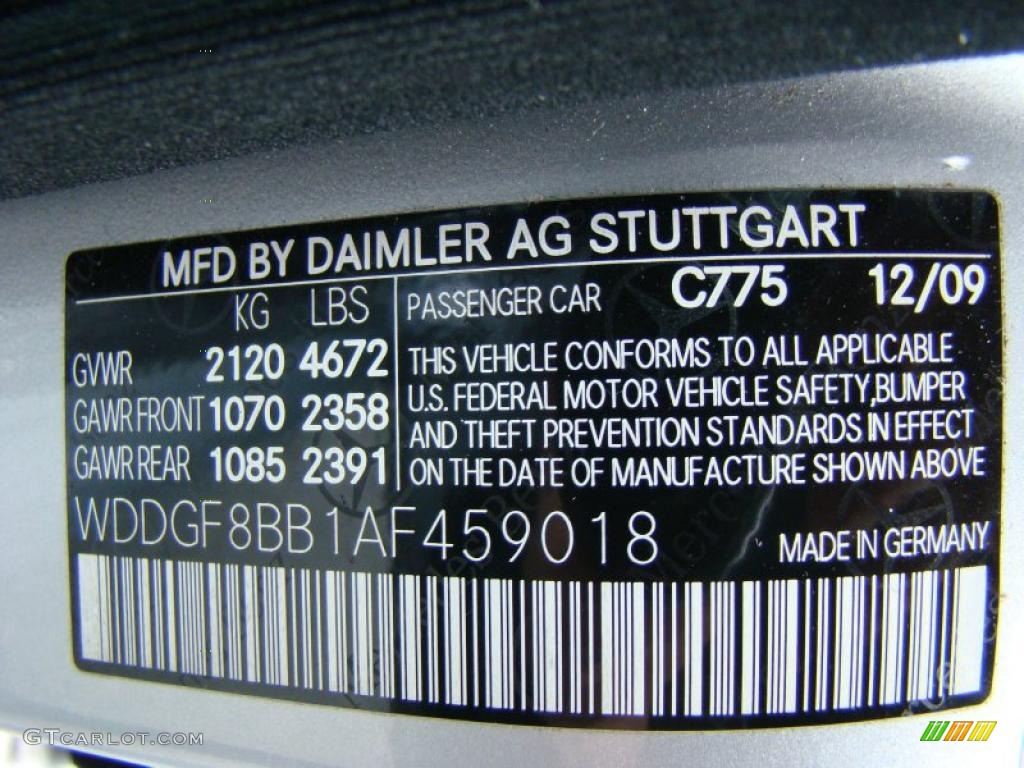 MFD BY DAIMLER AG STUTTGART
KG LBS
GVWR 2120 4672
GAWR FRONT 1070 2358
GAWR REAR 1085 2391
PASSENGER CAR C775 12/09
THIS VEHICLE CONFORMS TO ALL APPLICABLE
U.S. FEDERAL MOTOR VEHICLE SAFETY,BUMPER
AND THEFT PREVENTION STANDARDS IN EFFECT
ON THE DATE OF MANUFACTURE SHOWN ABOVE
WDDGF8BB1AF459018
MADE IN GERMANY
GTCARLOT.COM